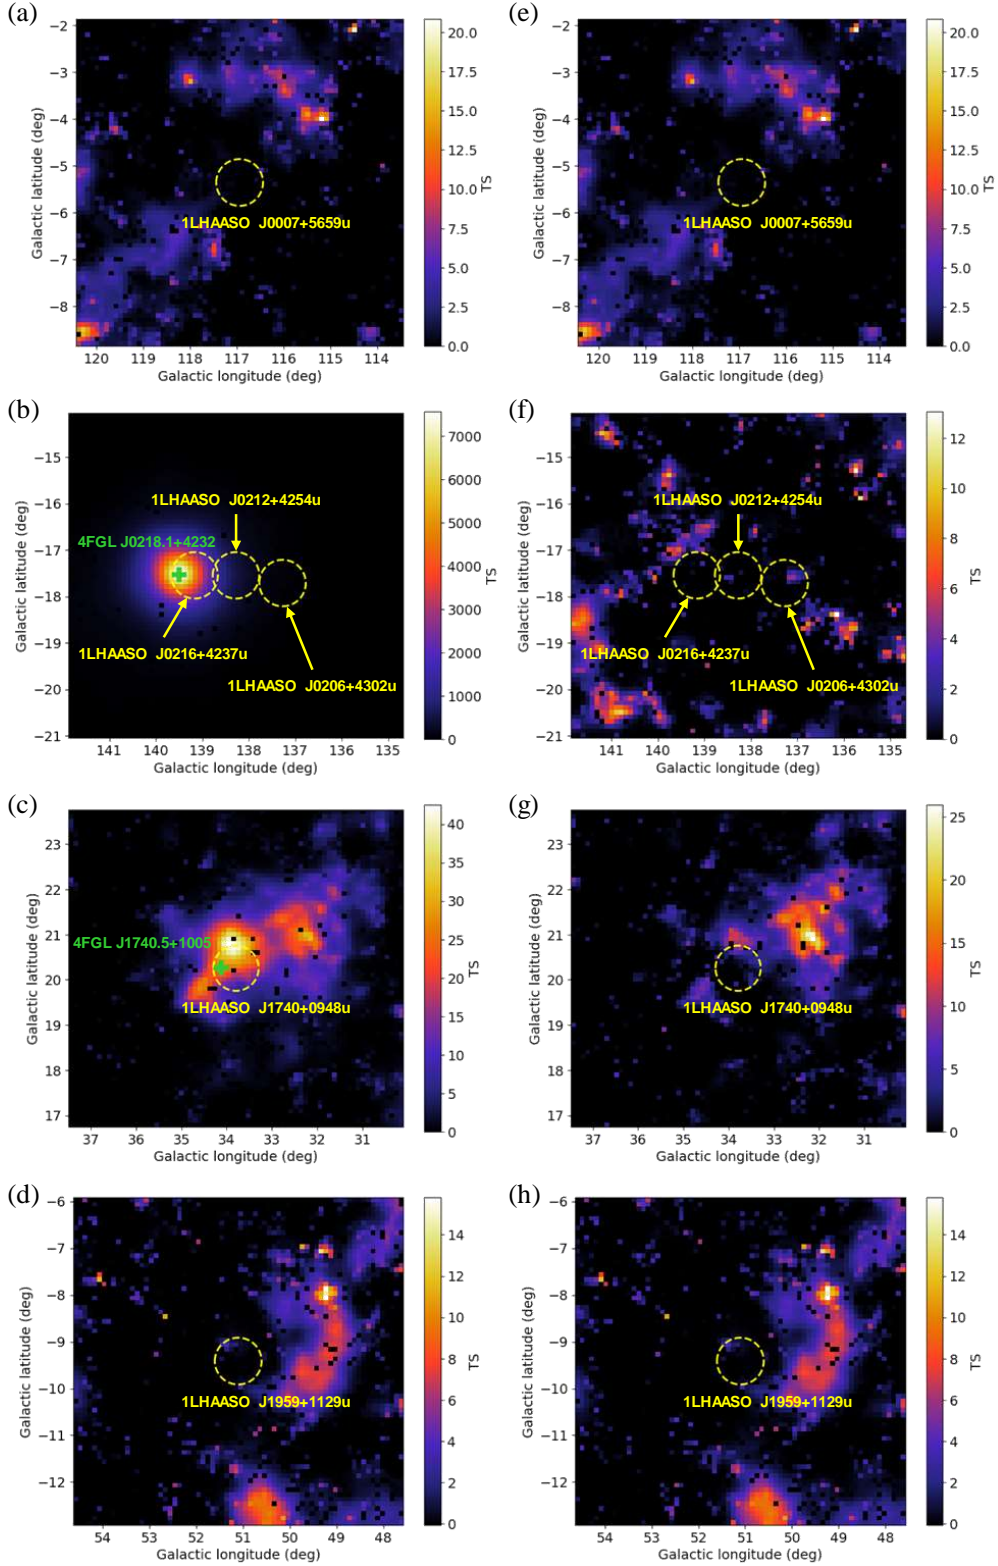 (a)
−2
−3
−4
−5
−6
−7
−8
Galactic latitude (deg)
1LHAASO J0007+5659u
120 119 118 117 116 115 114
Galactic longitude (deg)
20.0
17.5
15.0
12.5
10.0
7.5
5.0
2.5
0.0
TS
(e)
−2
−3
−4
−5
−6
−7
−8
Galactic latitude (deg)
1LHAASO J0007+5659u
120 119 118 117 116 115 114
Galactic longitude (deg)
20.0
17.5
15.0
12.5
10.0
7.5
5.0
2.5
0.0
TS
(b)
−15
−16
−17
−18
−19
−20
−21
Galactic latitude (deg)
1LHAASO J0212+4254u
4FGL J0218.1+4232
1LHAASO J0216+4237u
1LHAASO J0206+4302u
141 140 139 138 137 136 135
Galactic longitude (deg)
7000
6000
5000
4000
3000
2000
1000
0
TS
(f)
−15
−16
−17
−18
−19
−20
−21
Galactic latitude (deg)
1LHAASO J0212+4254u
1LHAASO J0216+4237u
1LHAASO J0206+4302u
141 140 139 138 137 136 135
Galactic longitude (deg)
12
10
8
6
4
2
0
TS
(c)
23
22
21
20
19
18
17
Galactic latitude (deg)
4FGL J1740.5+1005
1LHAASO J1740+0948u
37 36 35 34 33 32 31
Galactic longitude (deg)
40
35
30
25
20
15
10
5
0
TS
(g)
23
22
21
20
19
18
17
Galactic latitude (deg)
1LHAASO J1740+0948u
37 36 35 34 33 32 31
Galactic longitude (deg)
25
20
15
10
5
0
TS
(d)
−6
−7
−8
−9
−10
−11
−12
Galactic latitude (deg)
1LHAASO J1959+1129u
54 53 52 51 50 49 48
Galactic longitude (deg)
14
12
10
8
6
4
2
0
TS
(h)
−6
−7
−8
−9
−10
−11
−12
Galactic latitude (deg)
1LHAASO J1959+1129u
54 53 52 51 50 49 48
Galactic longitude (deg)
14
12
10
8
6
4
2
0
TS